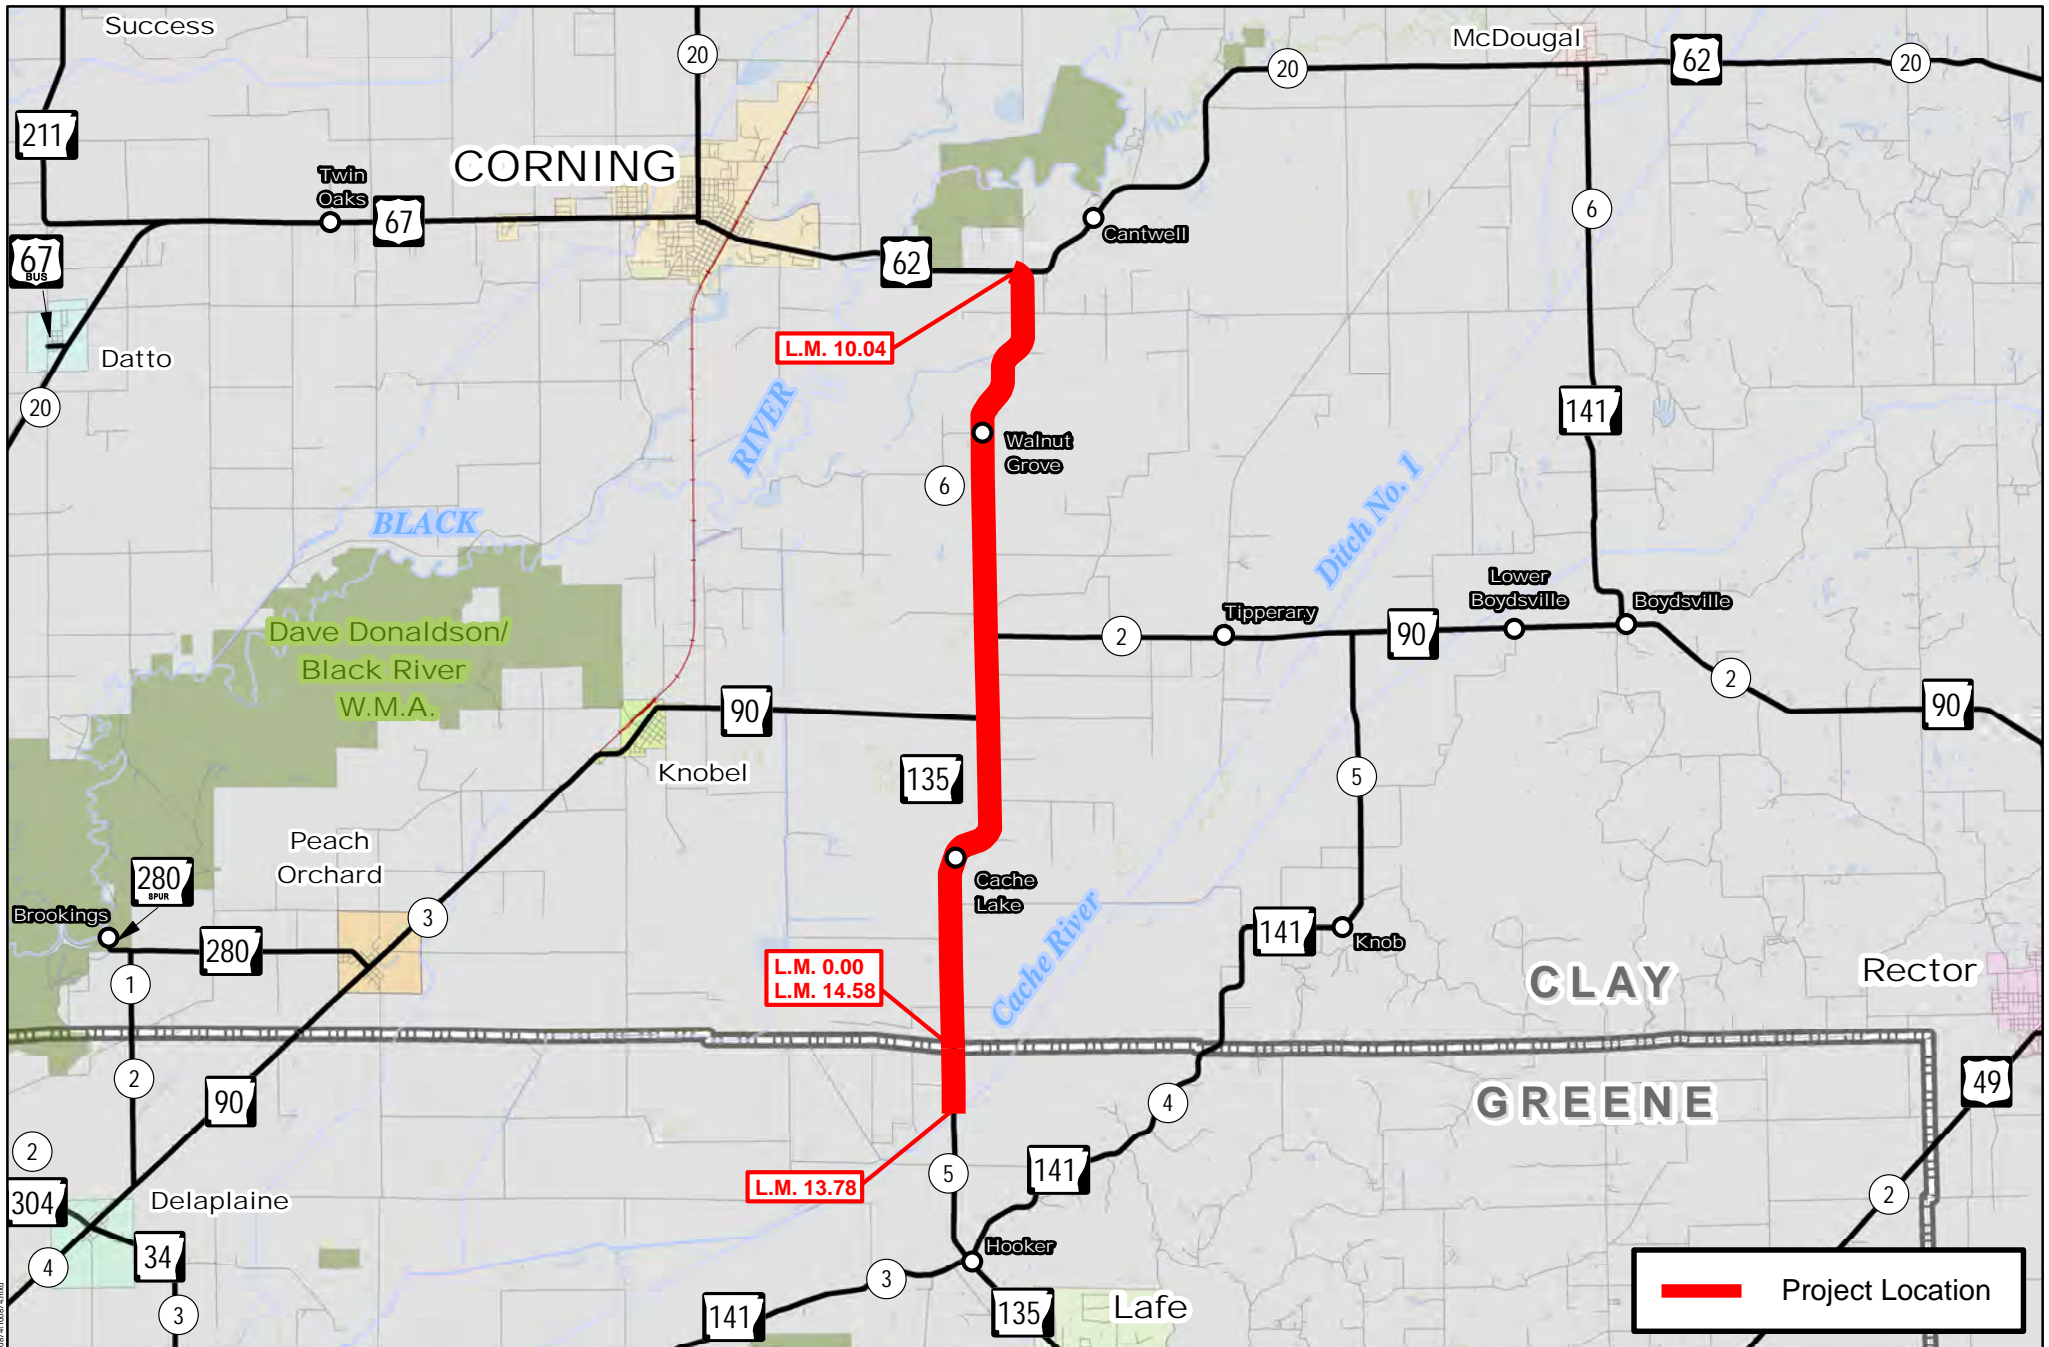 Success
McDougal
20
20
62
20
211
Twin
Oaks
CORNING
67
6
67
BUS
62
Cantwell
L.M. 10.04
Datto
20
RIVER
141
Walnut
Grove
6
BLACK
Ditch No. 1
Lower
Boydsville
Boydsville
Tipperary
Dave Donaldson/
Black River
W.M.A.
2
90
2
90
90
Knobel
135
5
Peach
Orchard
280
SPUR
Cache
Lake
Brookings
3
280
141
Knob
Cache River
L.M. 0.00
L.M. 14.58
CLAY
Rector
1
2
90
4
GREENE
49
2
304
Delaplaine
L.M. 13.78
5
141
2
34
4
Hooker
3
3
141
135
Lafe
Project Location